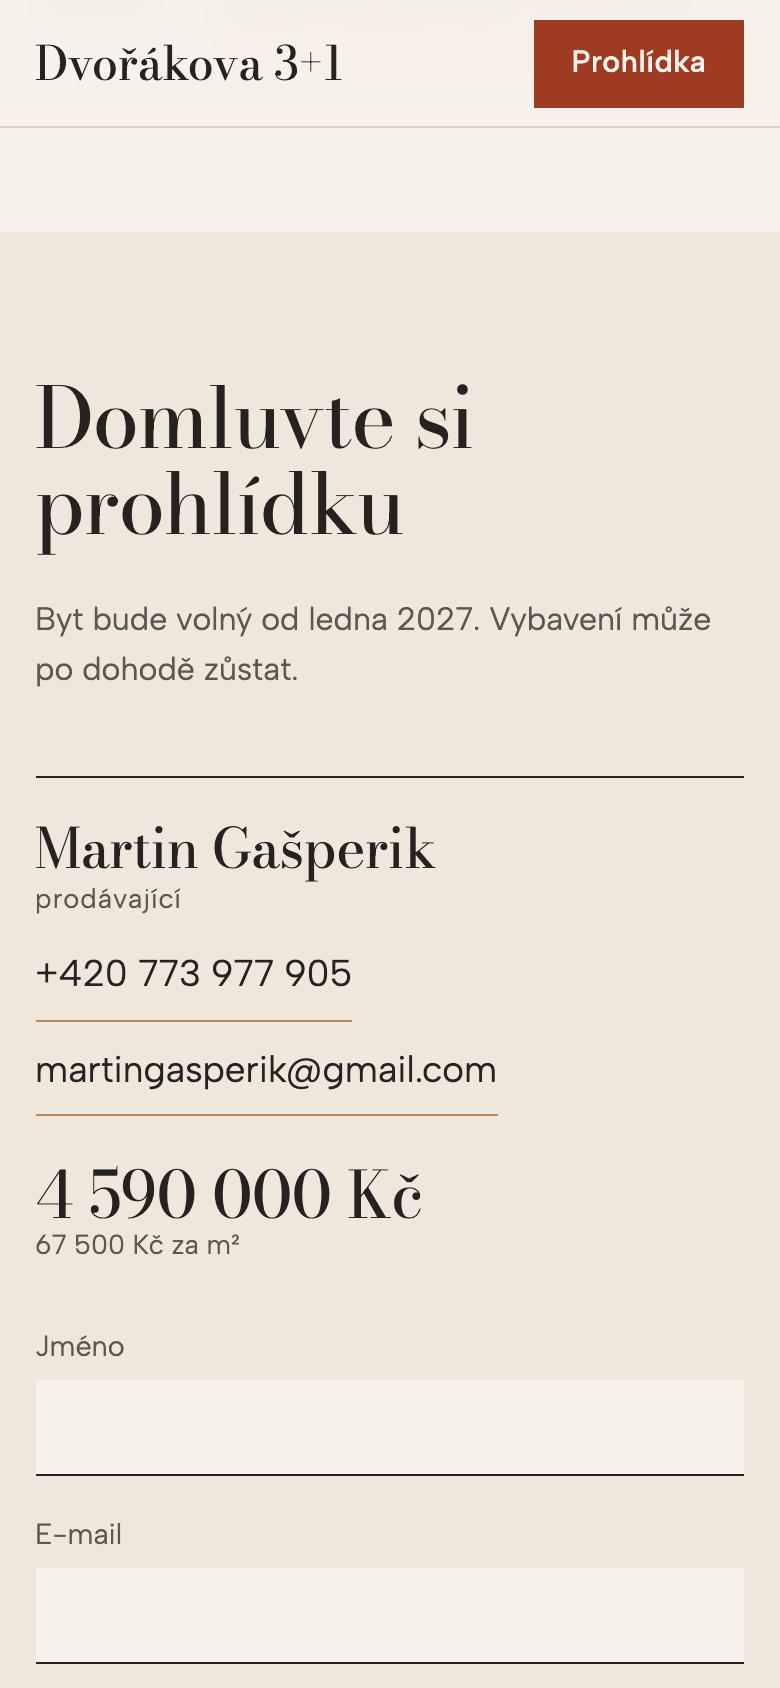 Dvořákova 3+1
Prohlídka
Domluvte si
prohlídku
Byt bude volný od ledna 2027. Vybavení může
po dohodě zůstat.
Martin Gašperik
prodávající
+420 773 977 905
martingasperik@gmail.com
4 590 000 Kč
67 500 Kč za m²
Jméno
E-mail